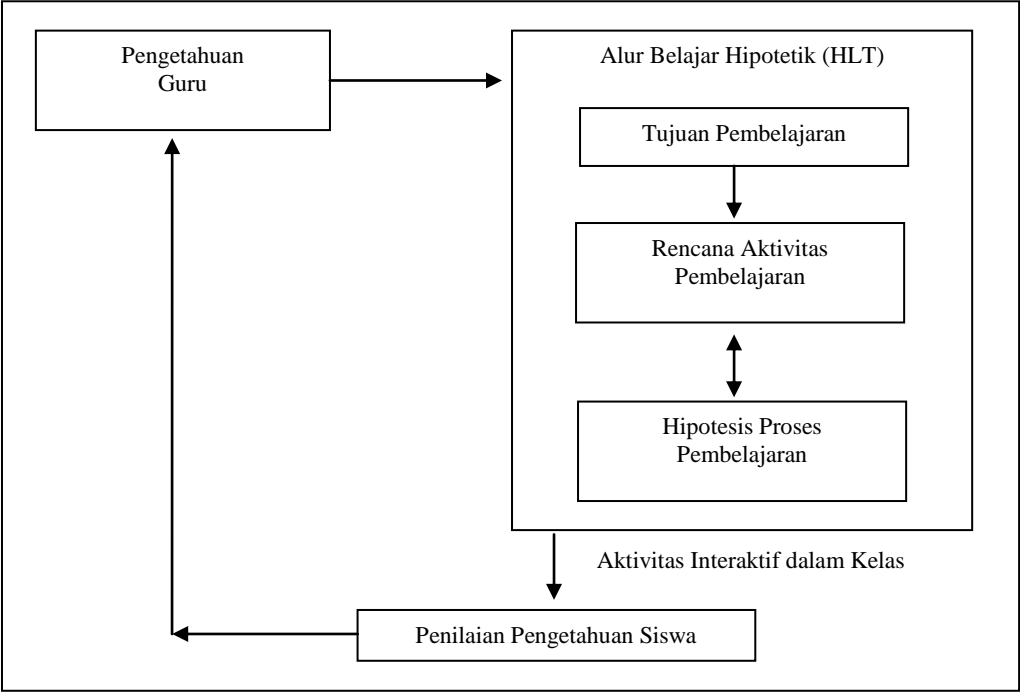 Pengetahuan
Guru
Alur Belajar Hipotetik (HLT)
Tujuan Pembelajaran
Rencana Aktivitas
Pembelajaran
Hipotesis Proses
Pembelajaran
Aktivitas Interaktif dalam Kelas
Penilaian Pengetahuan Siswa